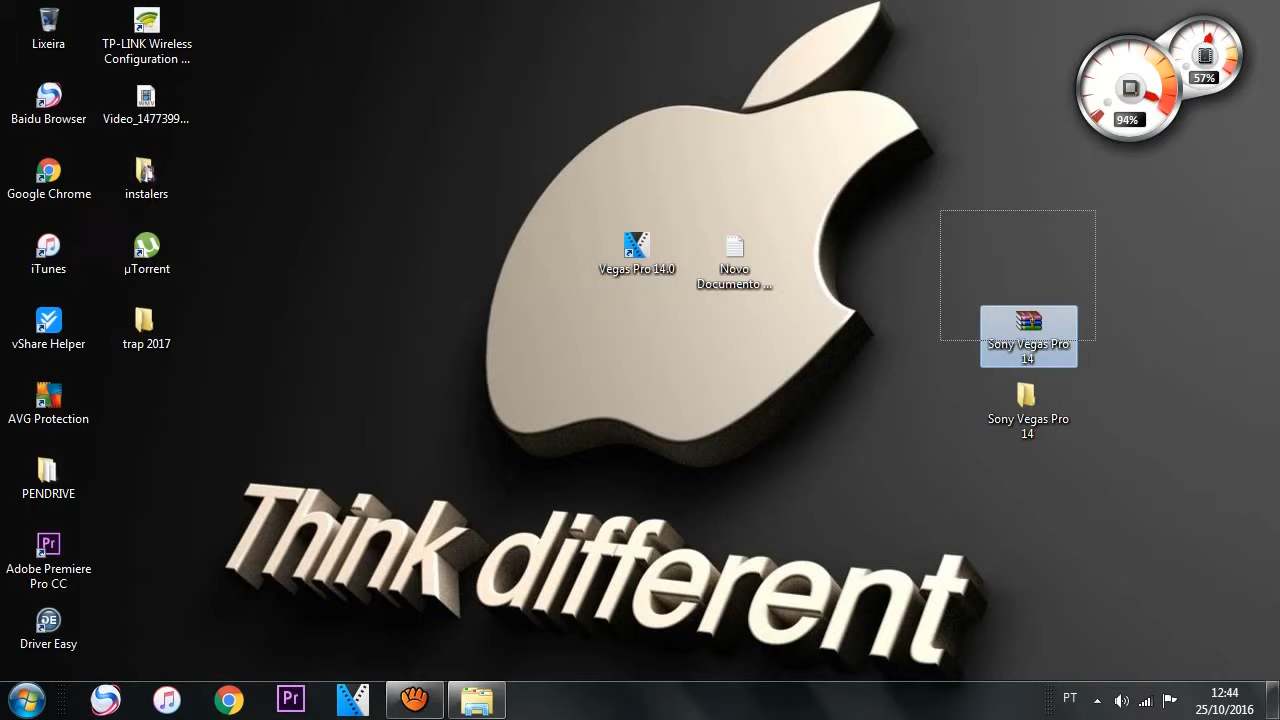 Lixeira
TP-LINK Wireless
Configuration ...
Baidu Browser
Video_1477399...
Google Chrome
instalers
iTunes
µTorrent
vShare Helper
trap 2017
AVG Protection
PENDRIVE
Adobe Premiere
Pro CC
Driver Easy
Vegas Pro 14.0
Novo
Documento ...
Sony Vegas Pro
14
Sony Vegas Pro
14
57%
94%
Think different
Pr
PT
12:44
25/10/2016